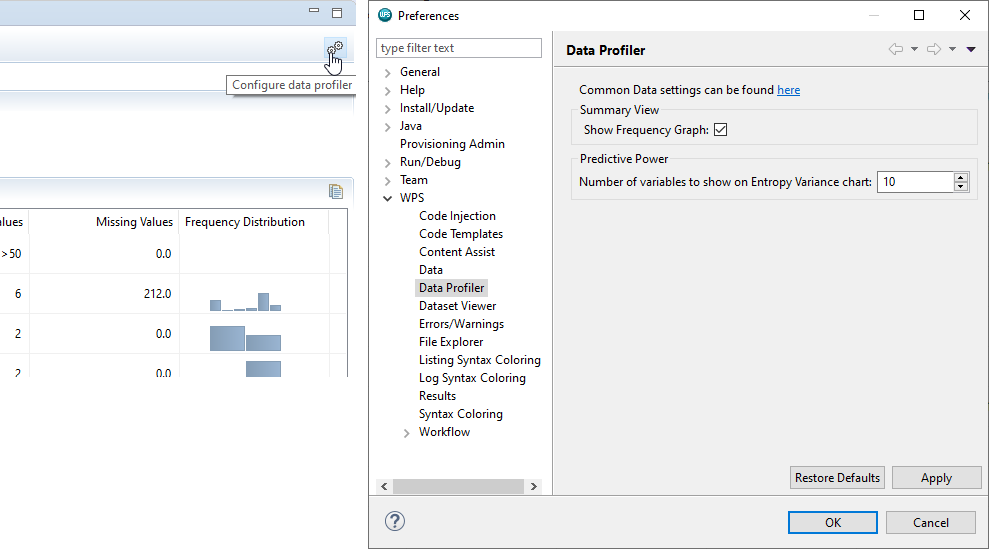 Configure data profiler
alues Missing Values Frequency Distribution
>50 0.0
6 212.0
2 0.0
2 0.0
WPS Preferences
type filter text
General
Help
Install/Update
Java
Provisioning Admin
Run/Debug
Team
WPS
Code Injection
Code Templates
Content Assist
Data
Data Profiler
Dataset Viewer
Errors/Warnings
File Explorer
Listing Syntax Coloring
Log Syntax Coloring
Results
Syntax Coloring
Workflow
Data Profiler
Common Data settings can be found here
Summary View
Show Frequency Graph:
Predictive Power
Number of variables to show on Entropy Variance chart: 10
Restore Defaults Apply
OK Cancel